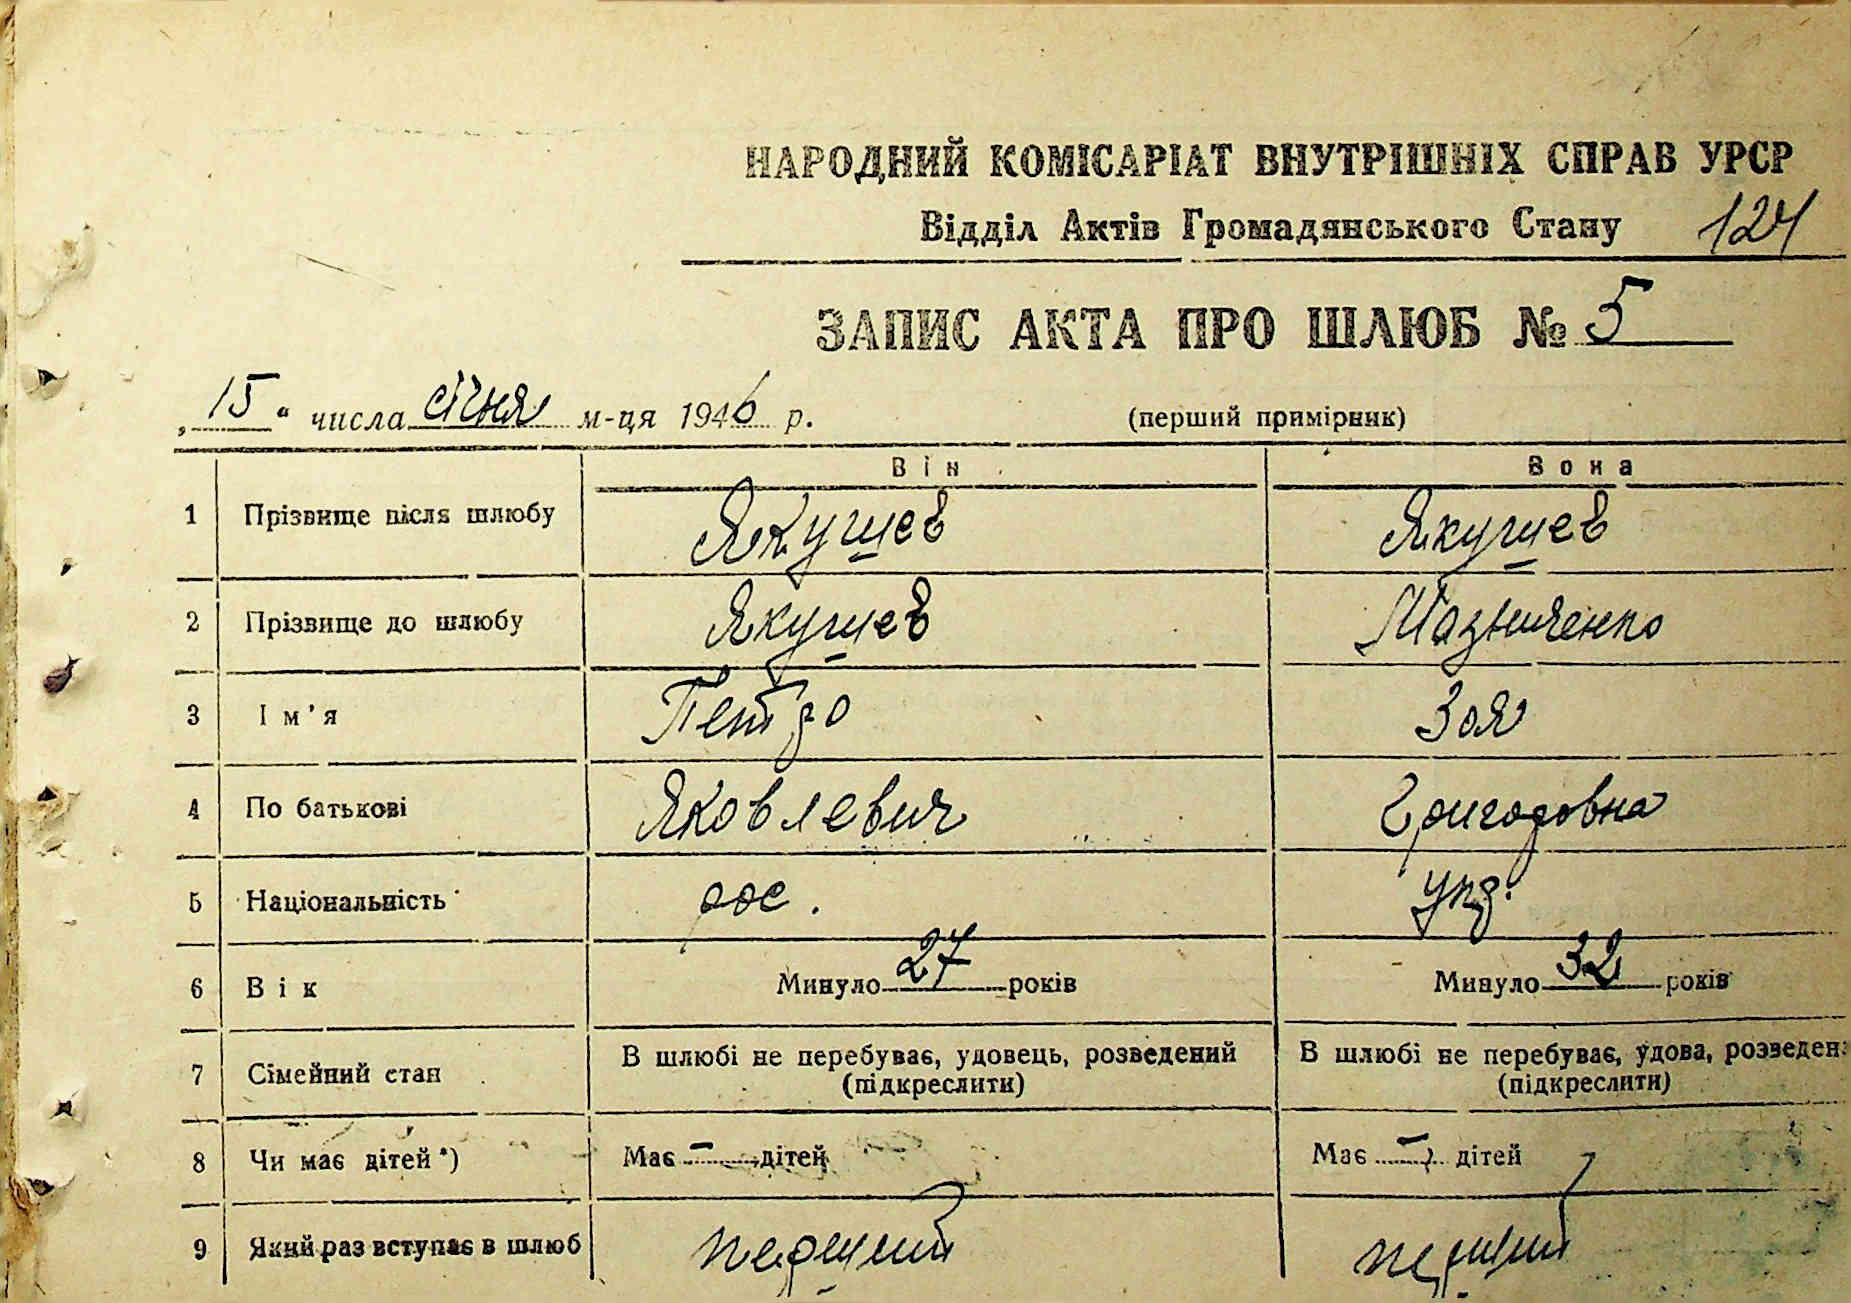 НАРОДНИЙ КОМІСАРІАТ ВНУТРІШНІХ СПРАВ УРСР
Відділ Актів Громадянського Стану 124
ЗАПИС АКТА ПРО ШЛЮБ № 5
„15“ числа січня м-ця 1946 р. (перший примірник)
Він Вона
1 Прізвище після шлюбу Якушев Якушев
2 Прізвище до шлюбу Якушев
3 Ім'я Петро Зоя
4 По батькові Яковлевич Григоровна
5 Національність рос. укр.
6 Вік Минуло 27 років Минуло 32 років
7 Сімейний стан В шлюбі не перебуває, удовець, розведений В шлюбі не перебуває, удова, розведен
(підкреслити) (підкреслити)
8 Чи має дітей*) Має — дітей Має — дітей
9 Який раз вступає в шлюб перший перший